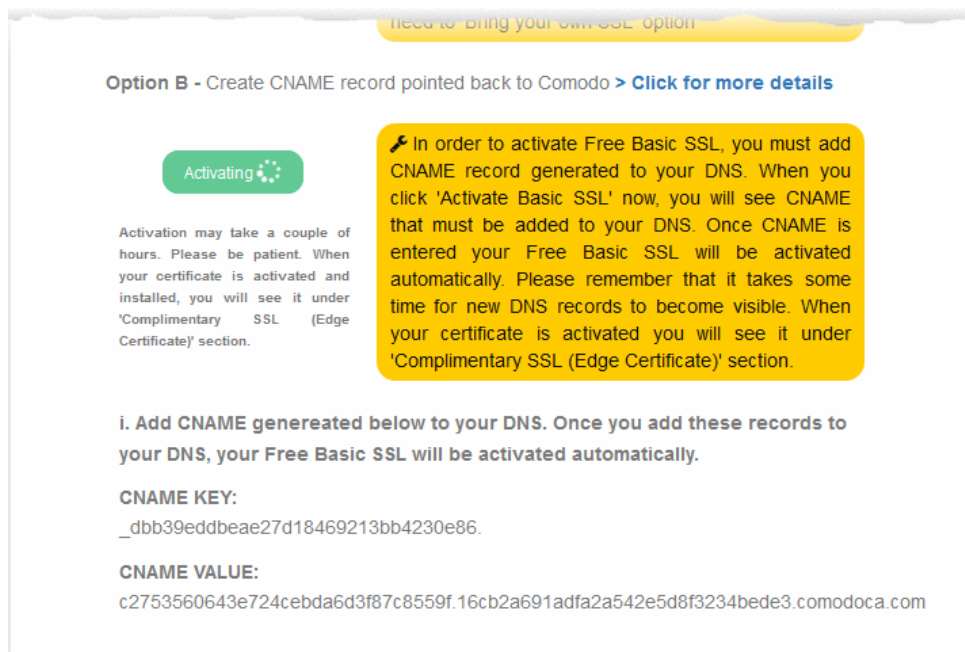 need to 'Bring your own SSL' option
Option B - Create CNAME record pointed back to Comodo > Click for more details
Activating
In order to activate Free Basic SSL, you must add
CNAME record generated to your DNS. When you
click 'Activate Basic SSL' now, you will see CNAME
that must be added to your DNS. Once CNAME is
entered your Free Basic SSL will be activated
automatically. Please remember that it takes some
time for new DNS records to become visible. When
your certificate is activated you will see it under
'Complimentary SSL (Edge Certificate)' section.
Activation may take a couple of
hours. Please be patient. When
your certificate is activated and
installed, you will see it under
'Complimentary SSL (Edge
Certificate)' section.
i. Add CNAME genereated below to your DNS. Once you add these records to
your DNS, your Free Basic SSL will be activated automatically.
CNAME KEY:
_dbb39eddbeae27d18469213bb4230e86.
CNAME VALUE:
c2753560643e724cebda6d3f87c8559f.16cb2a691adfa2a542e5d8f3234bede3.comodoca.com